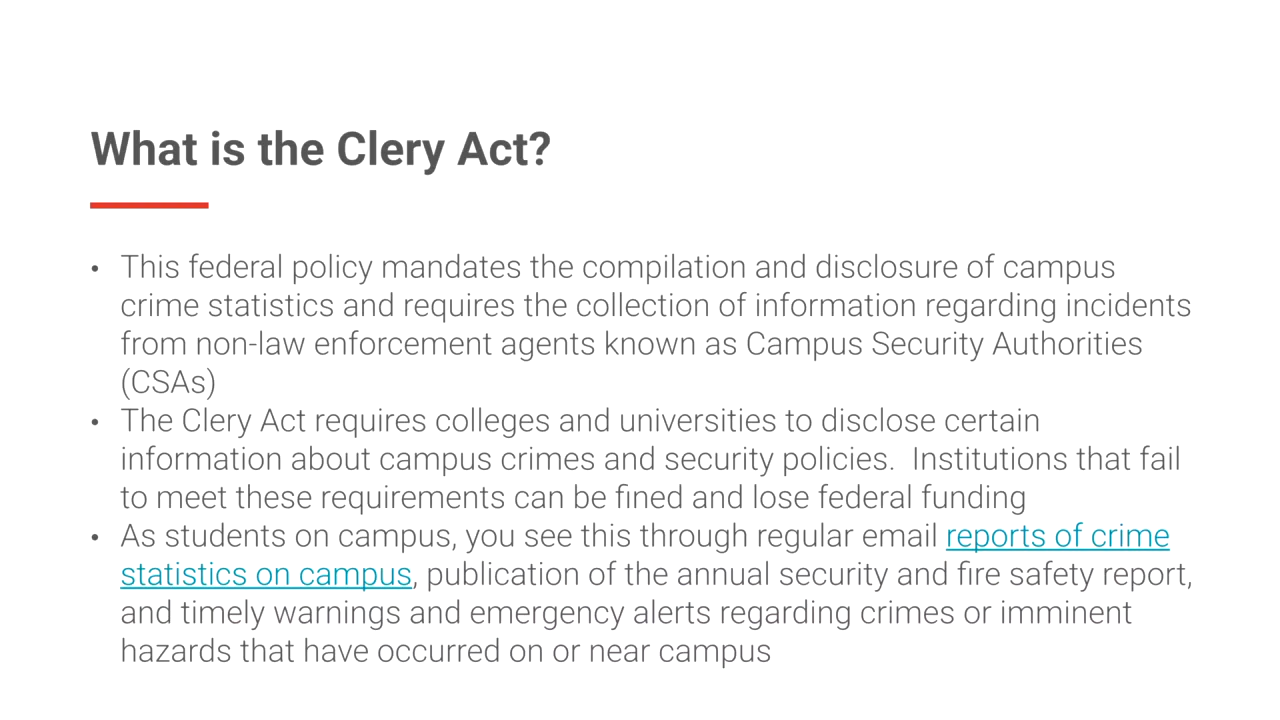 What is the Clery Act?
• This federal policy mandates the compilation and disclosure of campus
crime statistics and requires the collection of information regarding incidents
from non-law enforcement agents known as Campus Security Authorities
(CSAs)
• The Clery Act requires colleges and universities to disclose certain
information about campus crimes and security policies.  Institutions that fail
to meet these requirements can be fined and lose federal funding
• As students on campus, you see this through regular email reports of crime
statistics on campus, publication of the annual security and fire safety report,
and timely warnings and emergency alerts regarding crimes or imminent
hazards that have occurred on or near campus